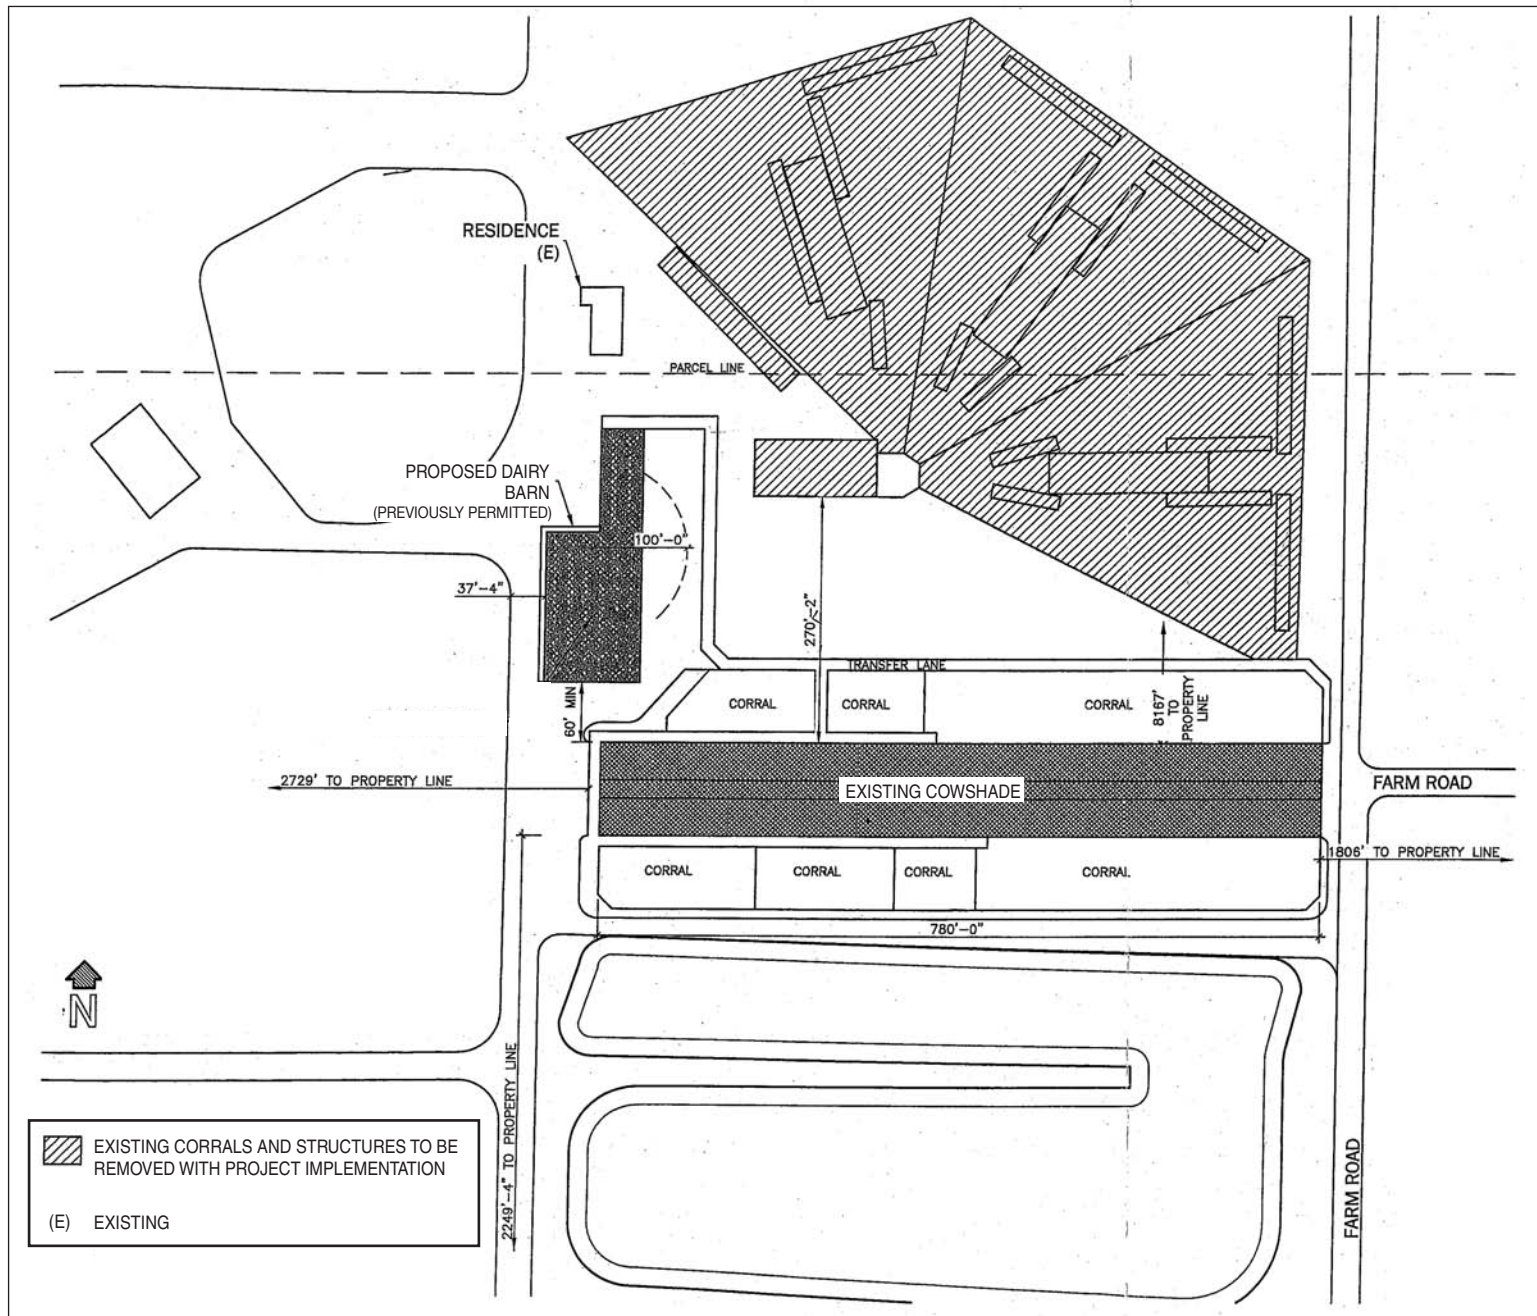 RESIDENCE
(E)
PARCEL LINE
PROPOSED DAIRY
BARN
(PREVIOUSLY PERMITTED)
100'-0"
37'-4"
270'-2"
TRANSFER LANE
60' MIN
CORRAL
CORRAL
CORRAL
8167'
TO
PROPERTY
LINE
2729' TO PROPERTY LINE
EXISTING COWSHADE
FARM ROAD
1806' TO PROPERTY LINE
CORRAL
CORRAL
CORRAL
CORRAL
780'-0"
N
2249'-4" TO PROPERTY LINE
FARM ROAD
EXISTING CORRALS AND STRUCTURES TO BE
REMOVED WITH PROJECT IMPLEMENTATION
(E) EXISTING